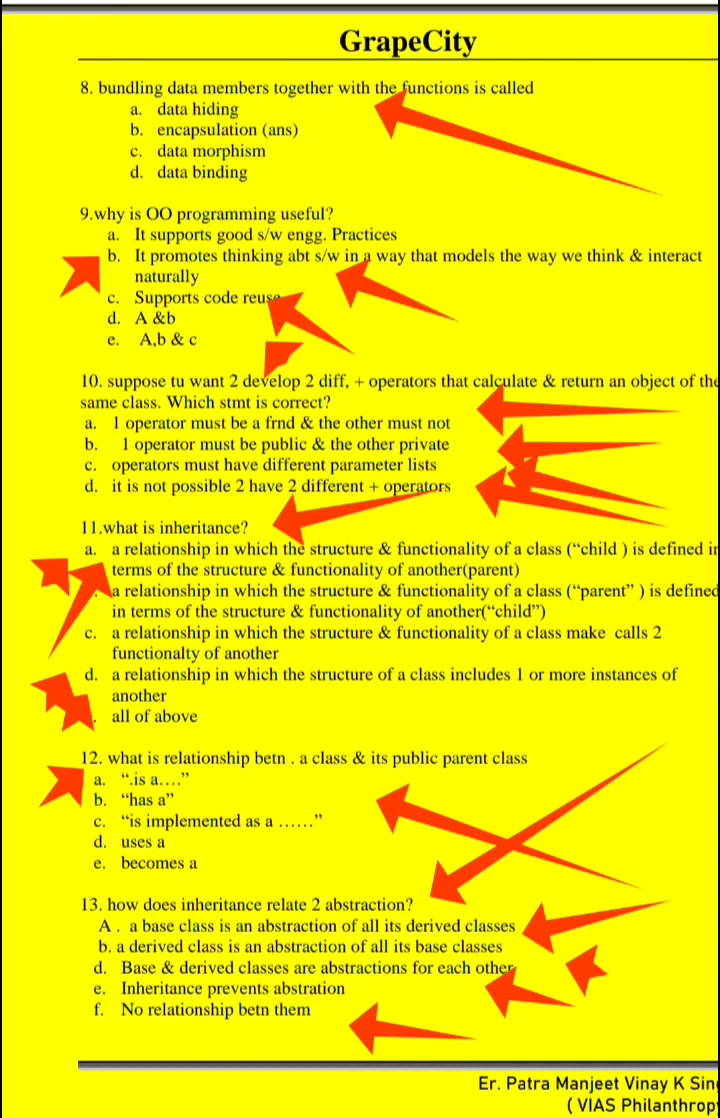 GrapeCity
8. bundling data members together with the functions is called
a. data hiding
b. encapsulation (ans)
c. data morphism
d. data binding
9.why is OO programming useful?
a. It supports good s/w engg. Practices
b. It promotes thinking abt s/w in a way that models the way we think & interact
naturally
c. Supports code reuse
d. A &b
e. A,b & c
10. suppose tu want 2 develop 2 diff, + operators that calculate & return an object of the
same class. Which stmt is correct?
a. 1 operator must be a frnd & the other must not
b. 1 operator must be public & the other private
c. operators must have different parameter lists
d. it is not possible 2 have 2 different + operators
11.what is inheritance?
a. a relationship in which the structure & functionality of a class (“child ) is defined in
terms of the structure & functionality of another(parent)
a relationship in which the structure & functionality of a class (“parent” ) is defined
in terms of the structure & functionality of another(“child”)
c. a relationship in which the structure & functionality of a class make calls 2
functionalty of another
d. a relationship in which the structure of a class includes 1 or more instances of
another
. all of above
12. what is relationship betn . a class & its public parent class
a. “.is a….”
b. “has a”
c. “is implemented as a ……”
d. uses a
e. becomes a
13. how does inheritance relate 2 abstraction?
A . a base class is an abstraction of all its derived classes
b. a derived class is an abstraction of all its base classes
d. Base & derived classes are abstractions for each other
e. Inheritance prevents abstration
f. No relationship betn them
Er. Patra Manjeet Vinay K Sin
( VIAS Philanthrop